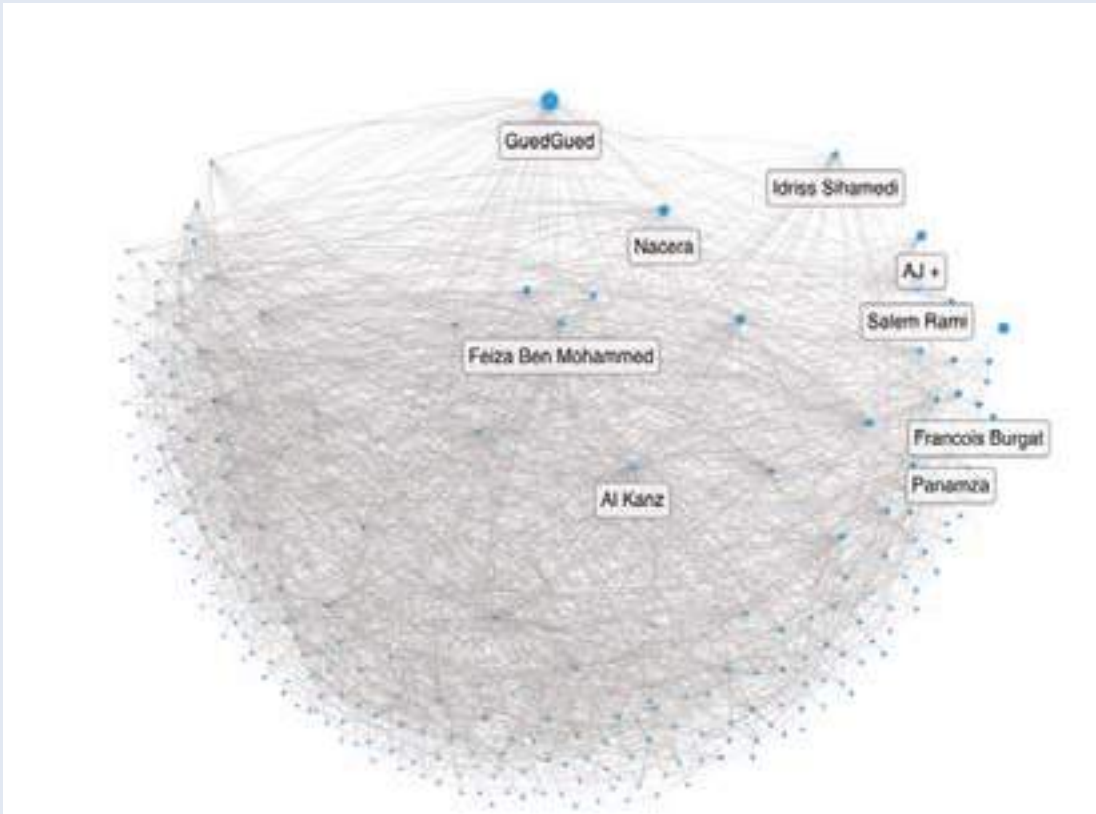 GuedGued
Idriss Sihamedi
Nacera
AJ +
Salem Rami
Feiza Ben Mohammed
Francois Burgat
Panamza
Al Kanz